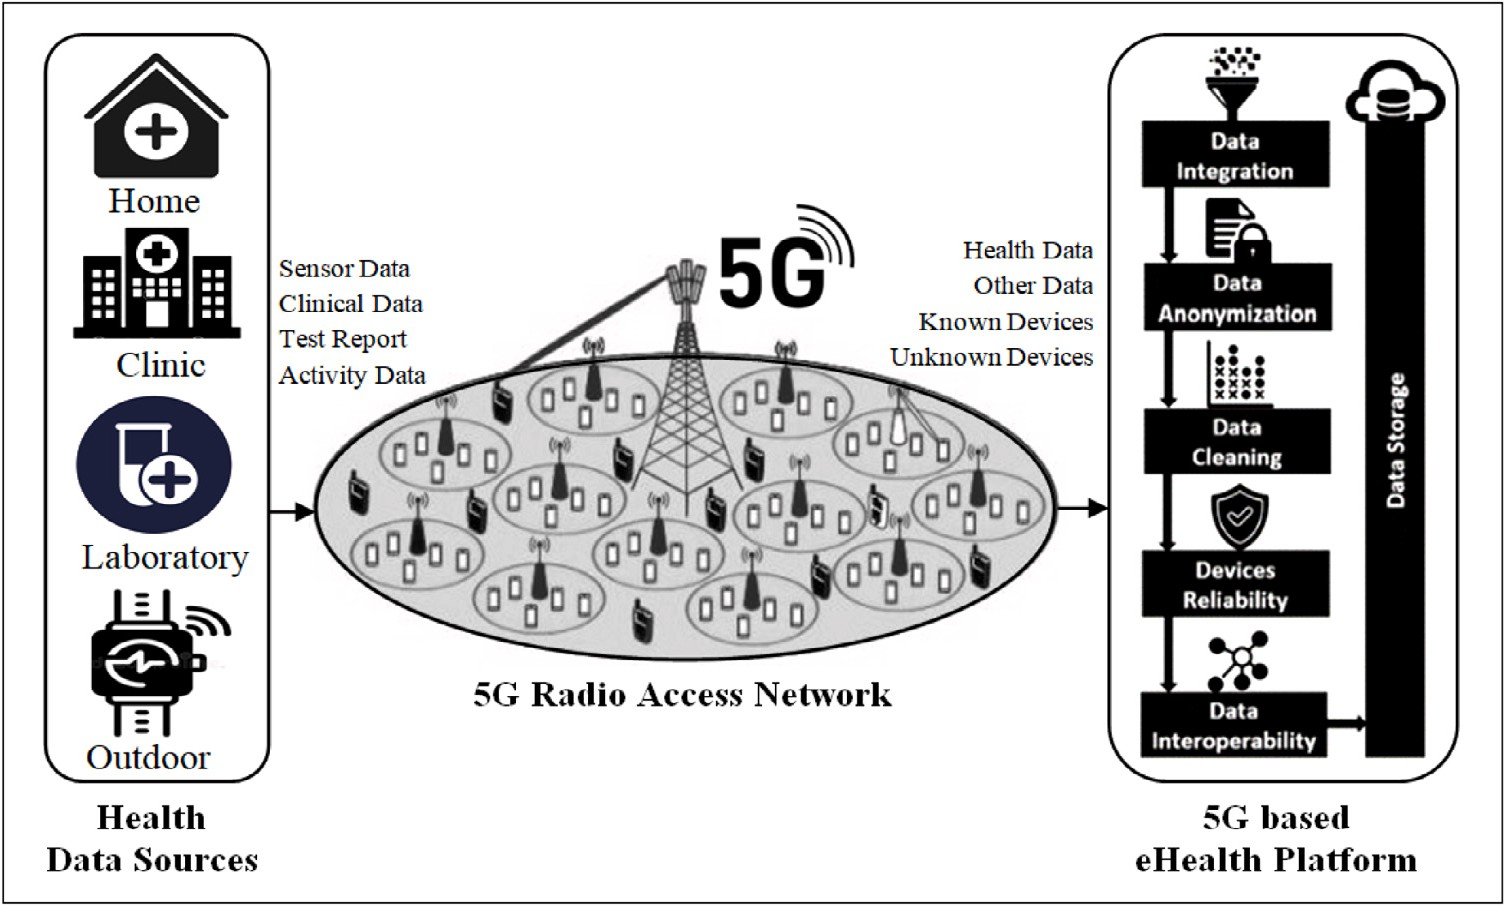 Home
Clinic
Laboratory
Outdoor
Health
Data Sources
Sensor Data
Clinical Data
Test Report
Activity Data
5G
5G Radio Access Network
Health Data
Other Data
Known Devices
Unknown Devices
Data
Integration
Data
Anonymization
Data
Cleaning
Devices
Reliability
Data
Interoperability
Data Storage
5G based
eHealth Platform